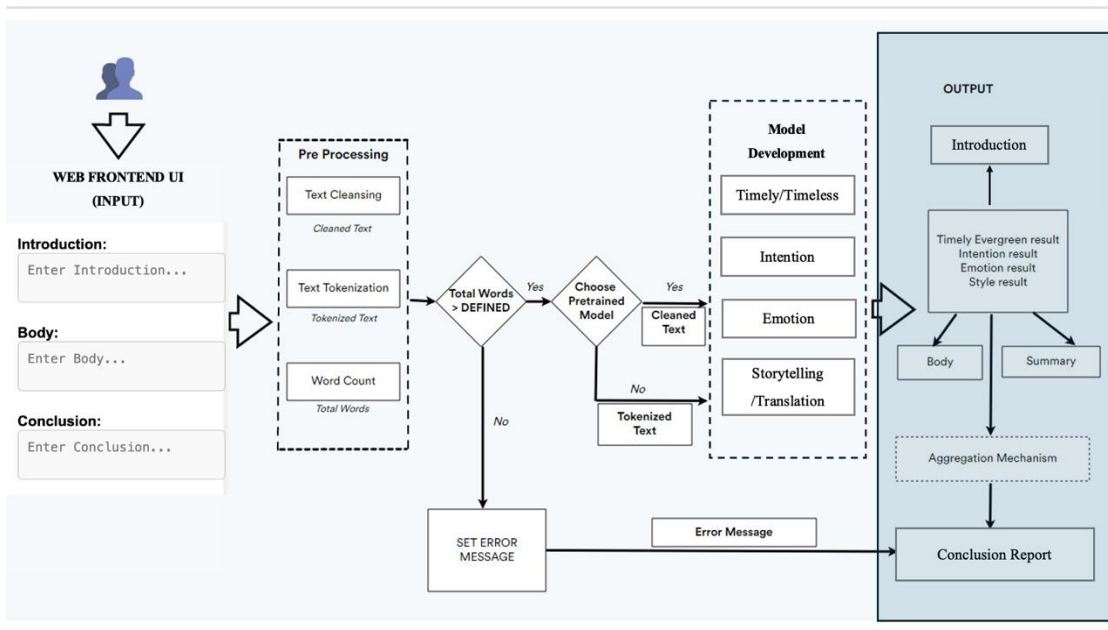 WEB FRONTEND UI
(INPUT)
Introduction:
Enter Introduction...
Body:
Enter Body...
Conclusion:
Enter Conclusion...
Pre Processing
Text Cleansing
Cleaned Text
Text Tokenization
Tokenized Text
Word Count
Total Words
Total Words
> DEFINED
Yes
No
SET ERROR
MESSAGE
Error Message
Choose
Pretrained
Model
Yes
Cleaned
Text
No
Tokenized
Text
Model
Development
Timely/Timeless
Intention
Emotion
Storytelling
/Translation
OUTPUT
Introduction
Timely Evergreen result
Intention result
Emotion result
Style result
Body
Summary
Aggregation Mechanism
Conclusion Report